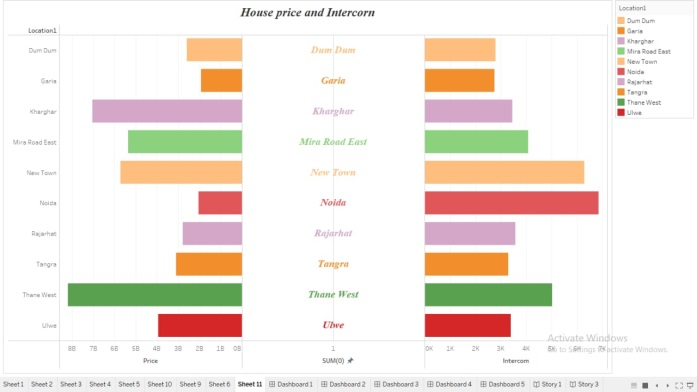 House price and Intercorn
Location1
Location1
Dum Dum
Garia
Kharghar
Mira Road East
New Town
Noida
Rajarhat
Tangra
Thane West
Ulwe
Dum Dum Dum Dum
Garia Garia
Kharghar Kharghar
Mira Road East Mira Road East
New Town New Town
Noida Noida
Rajarhat Rajarhat
Tangra Tangra
Thane West Thane West
Ulwe Ulwe
8B 7B 6B 5B 4B 3B 2B 1B 0B 1 0K 1K 2K 3K 4K 5K 6K 7K
Price SUM(0) Intercom
Activate Windows
Go to Settings to activate Windows.
Sheet 1 Sheet 2 Sheet 3 Sheet 4 Sheet 5 Sheet 10 Sheet 9 Sheet 6 Sheet 11 Dashboard 1 Dashboard 2 Dashboard 3 Dashboard 4 Dashboard 5 Story 1 Story 3